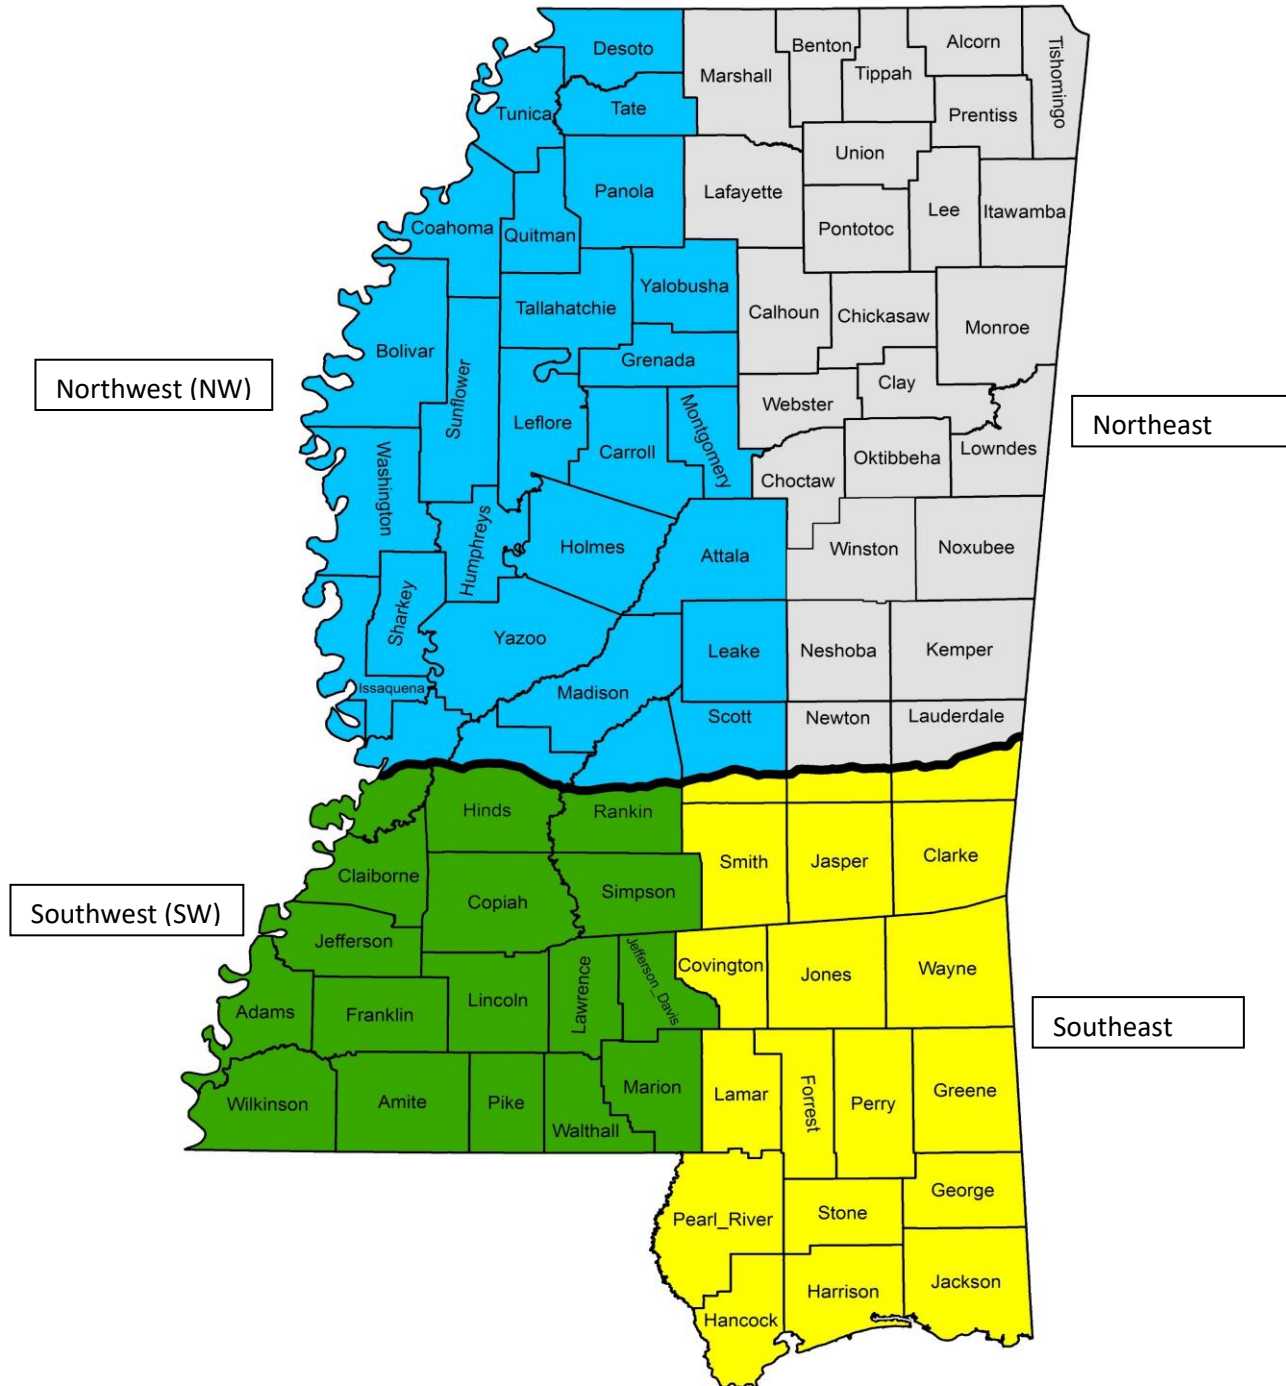 Desoto
Benton
Alcorn
Tishomingo
Marshall
Tippah
Tunica
Tate
Prentiss
Union
Panola
Lafayette
Lee
Itawamba
Coahoma
Quitman
Pontotoc
Yalobusha
Tallahatchie
Calhoun
Chickasaw
Monroe
Bolivar
Sunflower
Grenada
Northwest (NW)
Clay
Leflore
Montgomery
Webster
Northeast
Washington
Carroll
Choctaw
Oktibbeha
Lowndes
Humphreys
Holmes
Attala
Winston
Noxubee
Sharkey
Yazoo
Leake
Neshoba
Kemper
Issaquena
Madison
Scott
Newton
Lauderdale
Hinds
Rankin
Claiborne
Smith
Jasper
Clarke
Southwest (SW)
Copiah
Simpson
Jefferson
Lawrence
Jefferson_Davis
Covington
Jones
Wayne
Adams
Franklin
Lincoln
Southeast
Wilkinson
Amite
Pike
Walthall
Marion
Lamar
Forrest
Perry
Greene
Pearl_River
Stone
George
Hancock
Harrison
Jackson